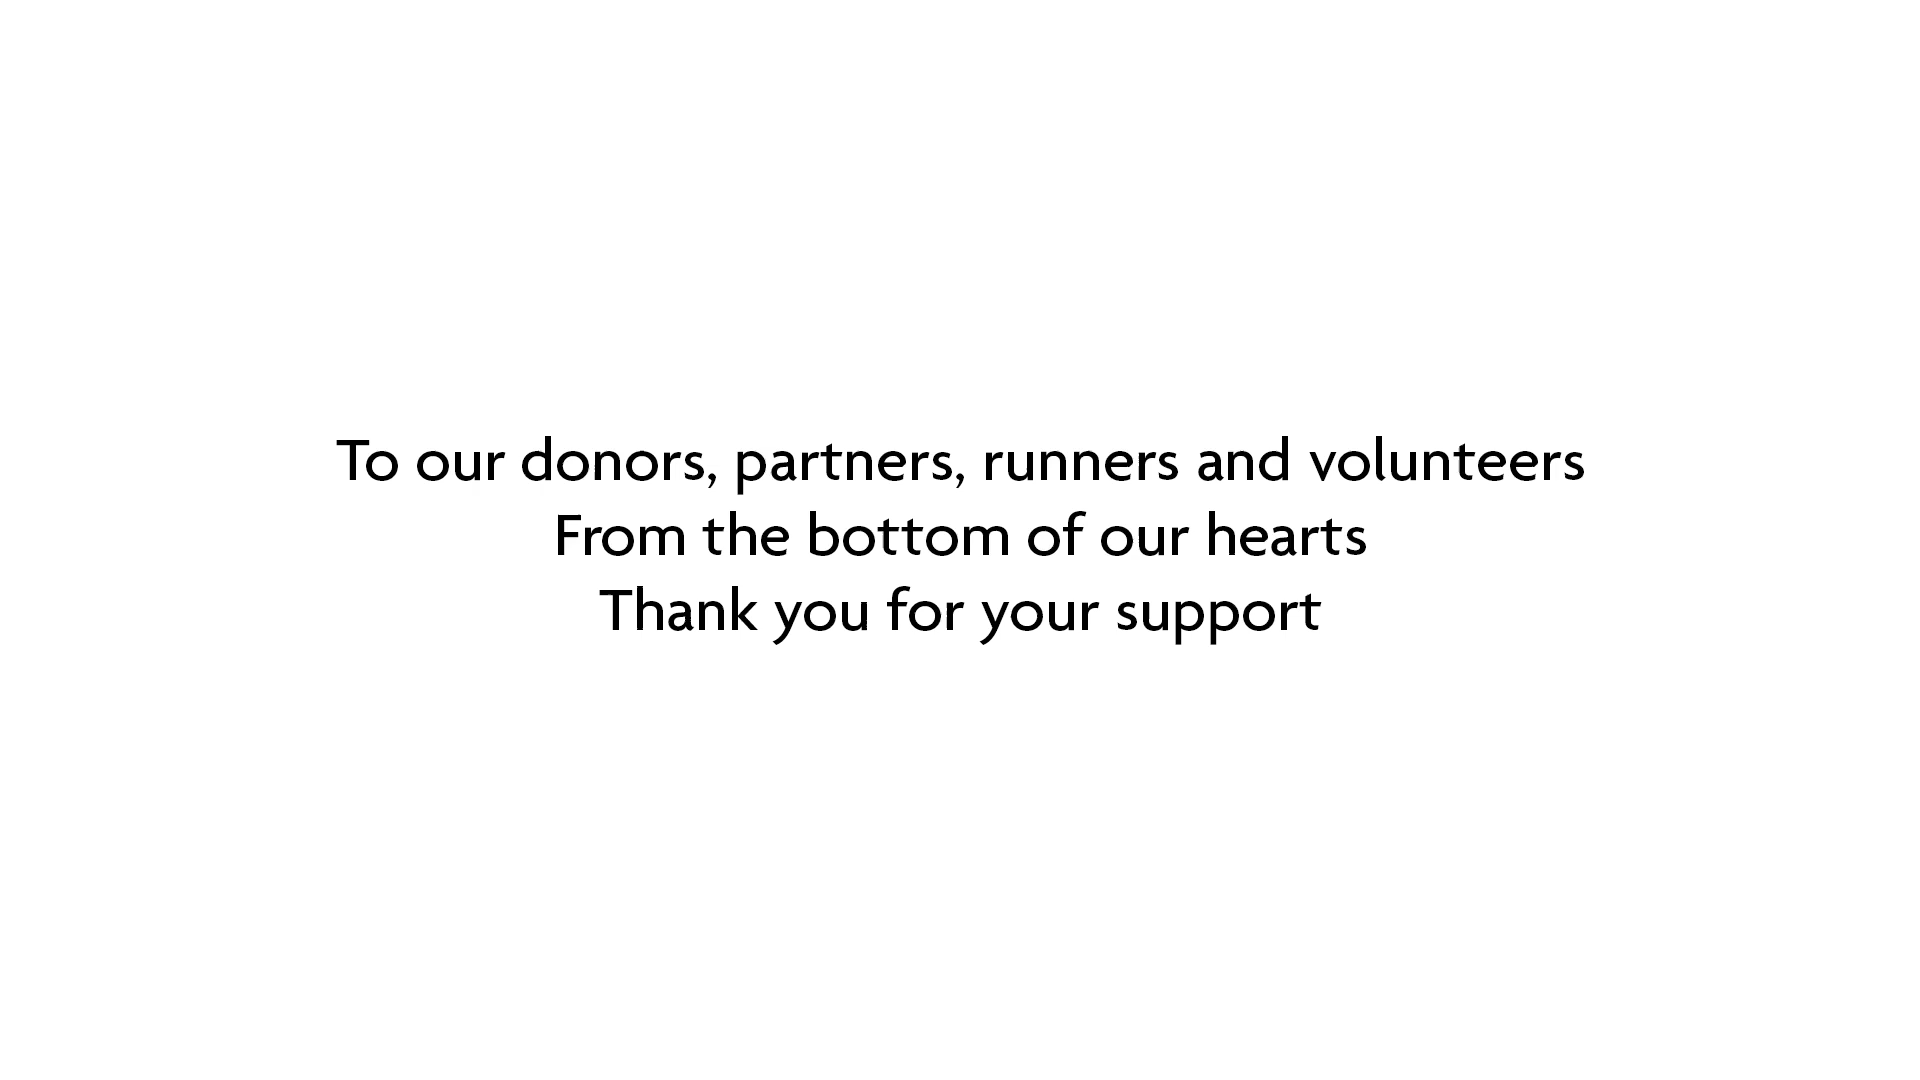 To our donors, partners, runners and volunteers
From the bottom of our hearts
Thank you for your support